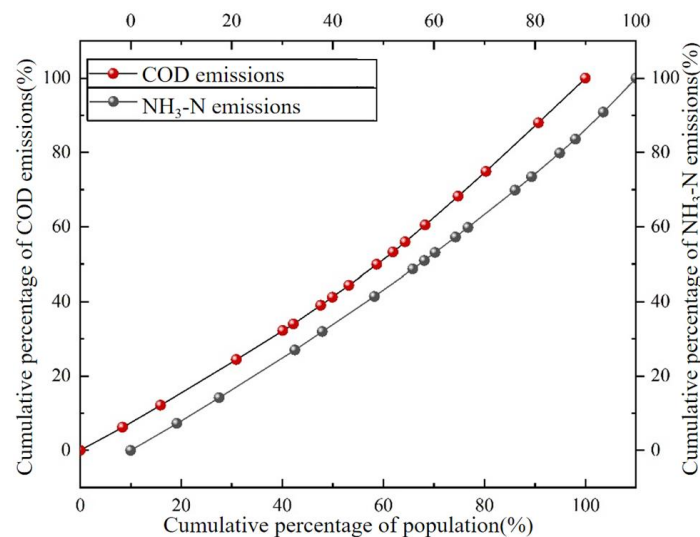 0 20 40 60 80 100
COD emissions
NH₃-N emissions
Cumulative percentage of COD emissions(%)
100
80
60
40
20
0
100
80
60
40
20
0
Cumulative percentage of NH₃-N emissions(%)
0 20 40 60 80 100
Cumulative percentage of population(%)